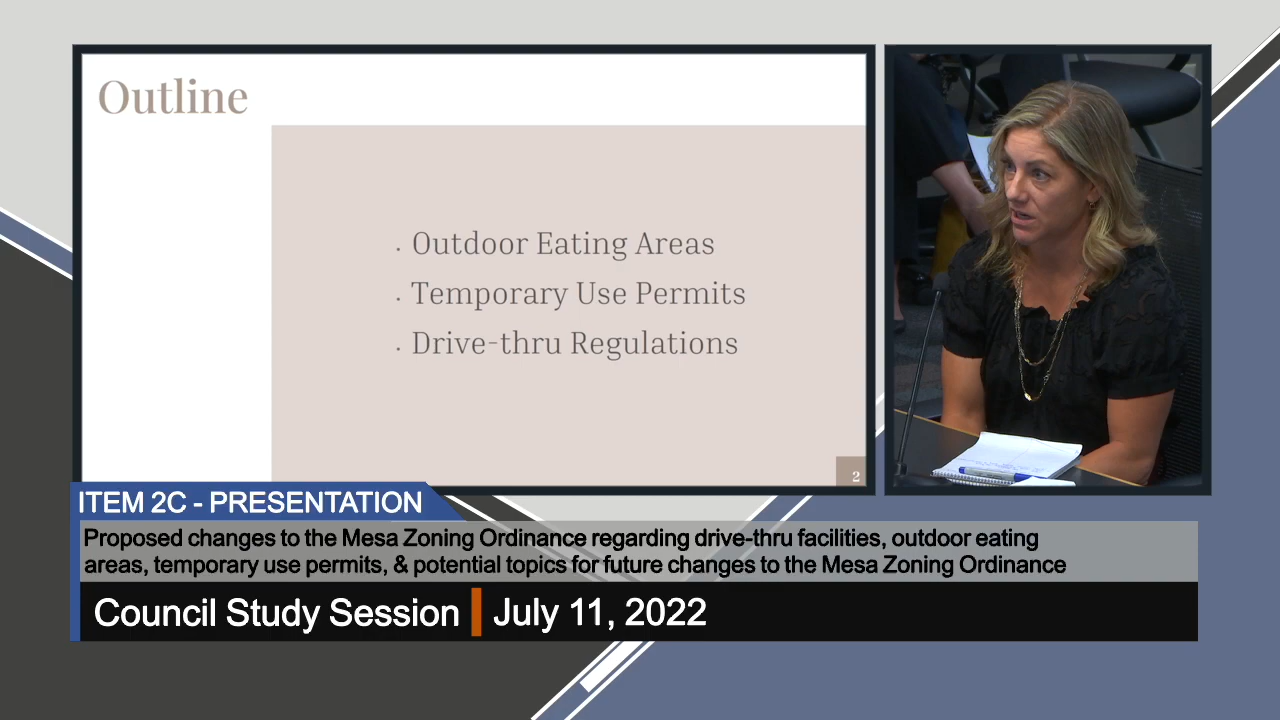 Outline
. Outdoor Eating Areas
. Temporary Use Permits
. Drive-thru Regulations
2
ITEM 2C - PRESENTATION
Proposed changes to the Mesa Zoning Ordinance regarding drive-thru facilities, outdoor eating
areas, temporary use permits, & potential topics for future changes to the Mesa Zoning Ordinance
Council Study Session | July 11, 2022